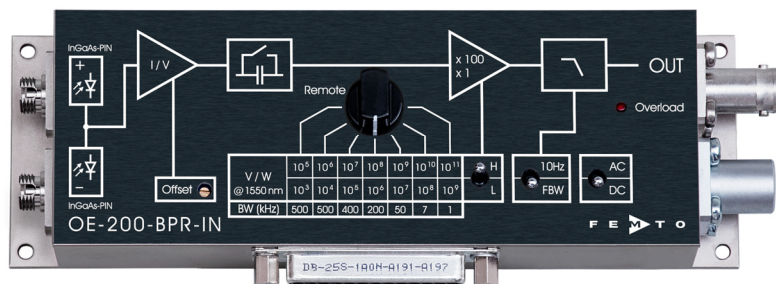 InGaAs-PIN
+
I / V
x 100
x 1
OUT
Remote
Overload
−
InGaAs-PIN
Offset
V / W
@ 1550 nm
10⁵ 10⁶ 10⁷ 10⁸ 10⁹ 10¹⁰ 10¹¹
10³ 10⁴ 10⁵ 10⁶ 10⁷ 10⁸ 10⁹
BW (kHz) 500 500 400 200 50 7 1
H
L
10Hz
FBW
AC
DC
OE-200-BPR-IN
FEMTO
DB-25S-1A0N-A191-A197